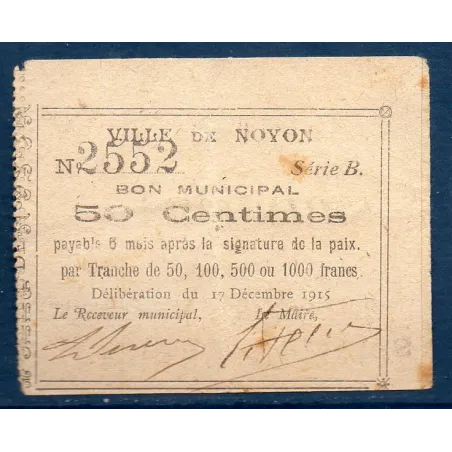 VILLE DE NOYON
Nº 2552 Série B.
BON MUNICIPAL
50 Centimes
payable 6 mois après la signature de la paix.
par Tranche de 50, 100, 500 ou 1000 francs
Délibération du 17 Décembre 1915
Le Receveur municipal, Le Maire,